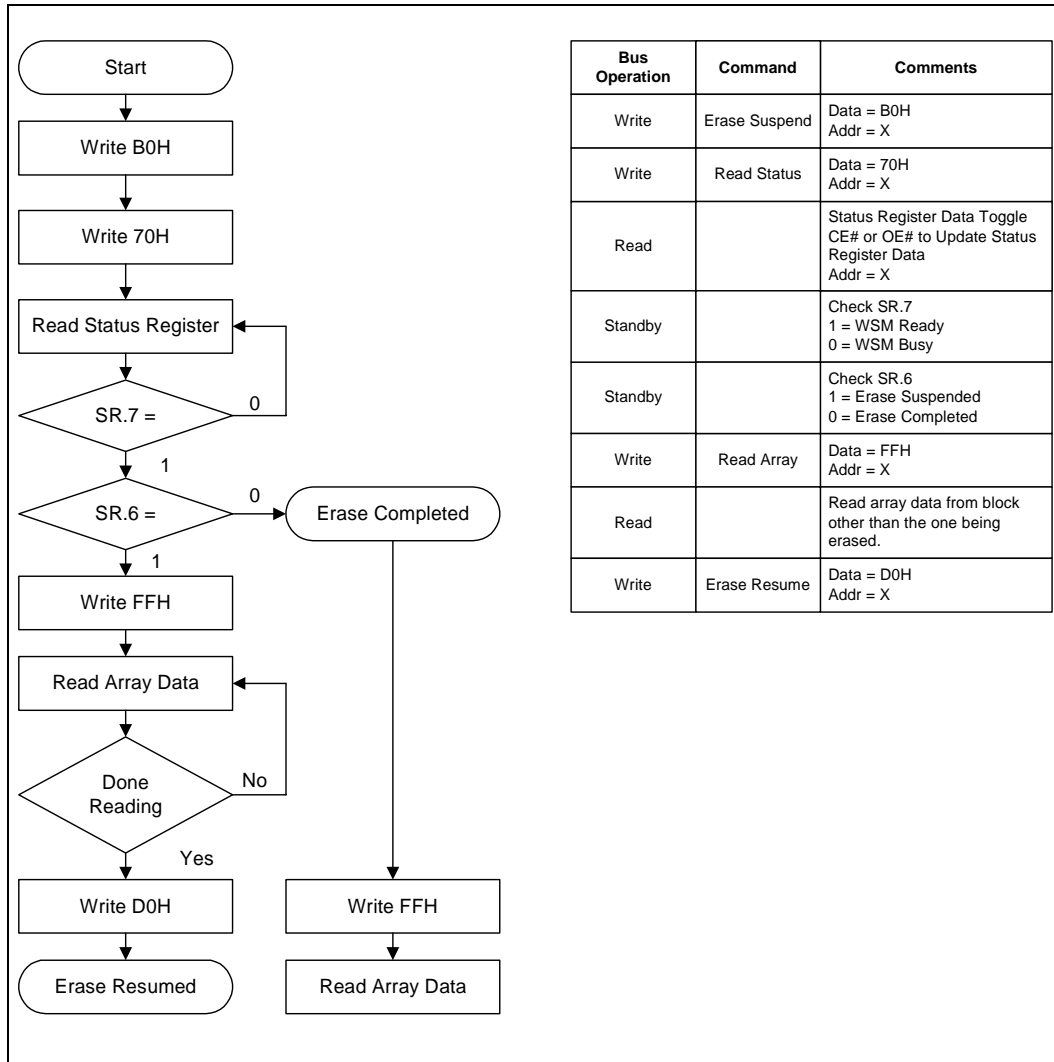 Start
Write B0H
Write 70H
Read Status Register
SR.7 =
0
1
SR.6 =
0
Erase Completed
1
Write FFH
Read Array Data
Done
Reading
No
Yes
Write D0H
Write FFH
Erase Resumed
Read Array Data
Bus
Operation
Command
Comments
Write
Erase Suspend
Data = B0H
Addr = X
Write
Read Status
Data = 70H
Addr = X
Read
Status Register Data Toggle
CE# or OE# to Update Status
Register Data
Addr = X
Standby
Check SR.7
1 = WSM Ready
0 = WSM Busy
Standby
Check SR.6
1 = Erase Suspended
0 = Erase Completed
Write
Read Array
Data = FFH
Addr = X
Read
Read array data from block
other than the one being
erased.
Write
Erase Resume
Data = D0H
Addr = X